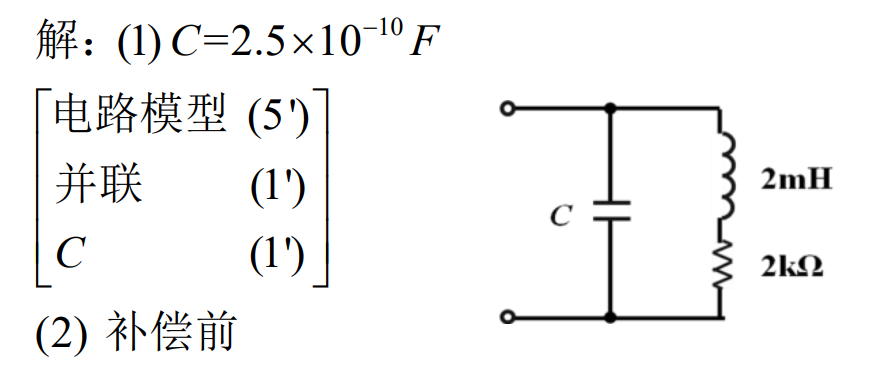 解：(1) C=2.5×10⁻¹⁰ F
电路模型 (5')
并联 (1')
C (1')
(2) 补偿前
C
2mH
2kΩ